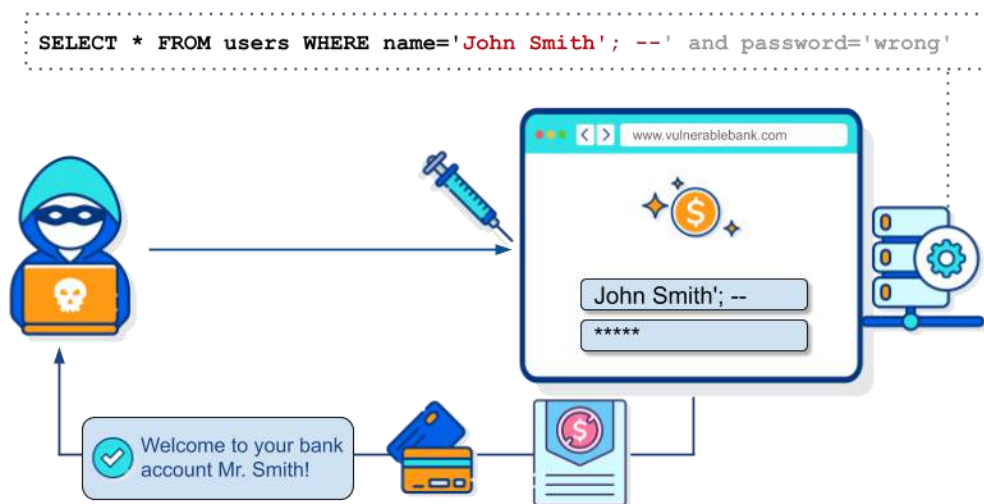 SELECT * FROM users WHERE name='John Smith'; --' and password='wrong'
www.vulnerablebank.com
$
John Smith'; --
*****
$
Welcome to your bank
account Mr. Smith!